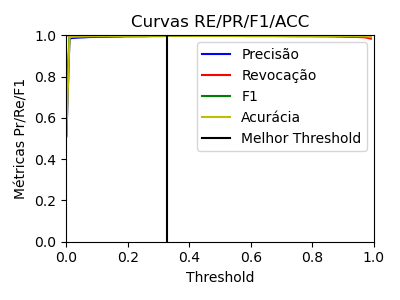 Curvas RE/PR/F1/ACC
Métricas Pr/Re/F1
1.0
0.8
0.6
0.4
0.2
0.0
Precisão
Revocação
F1
Acurácia
Melhor Threshold
0.0 0.2 0.4 0.6 0.8 1.0
Threshold